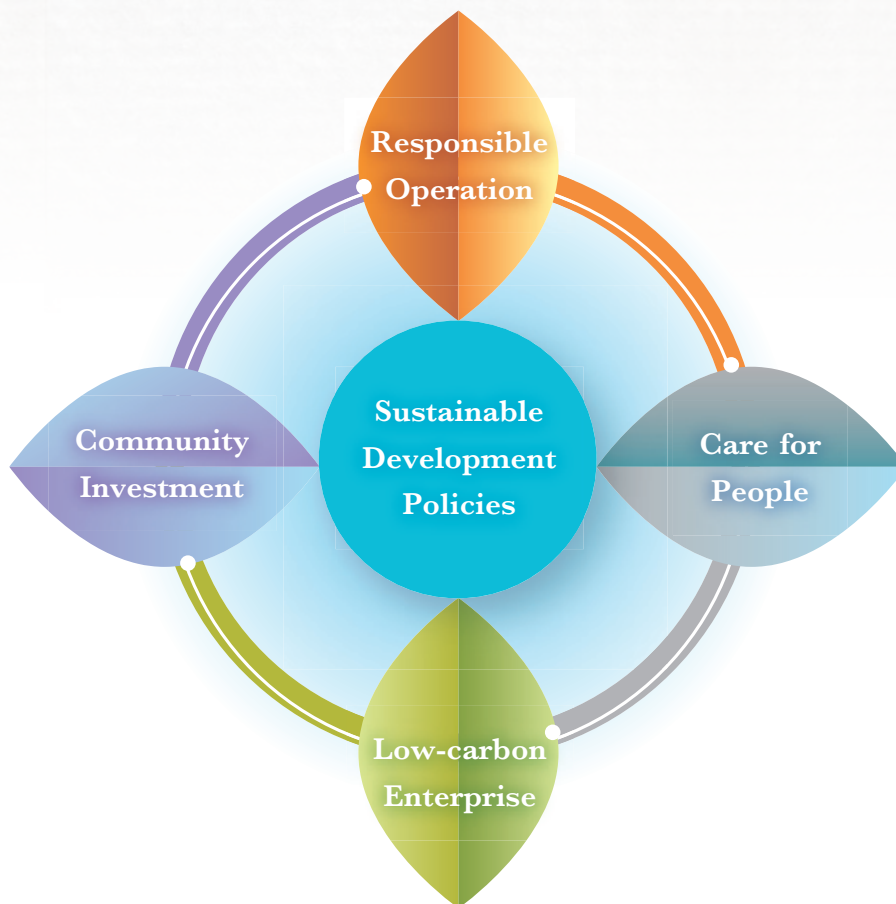 Responsible
Operation
Community
Investment
Sustainable
Development
Policies
Care for
People
Low-carbon
Enterprise